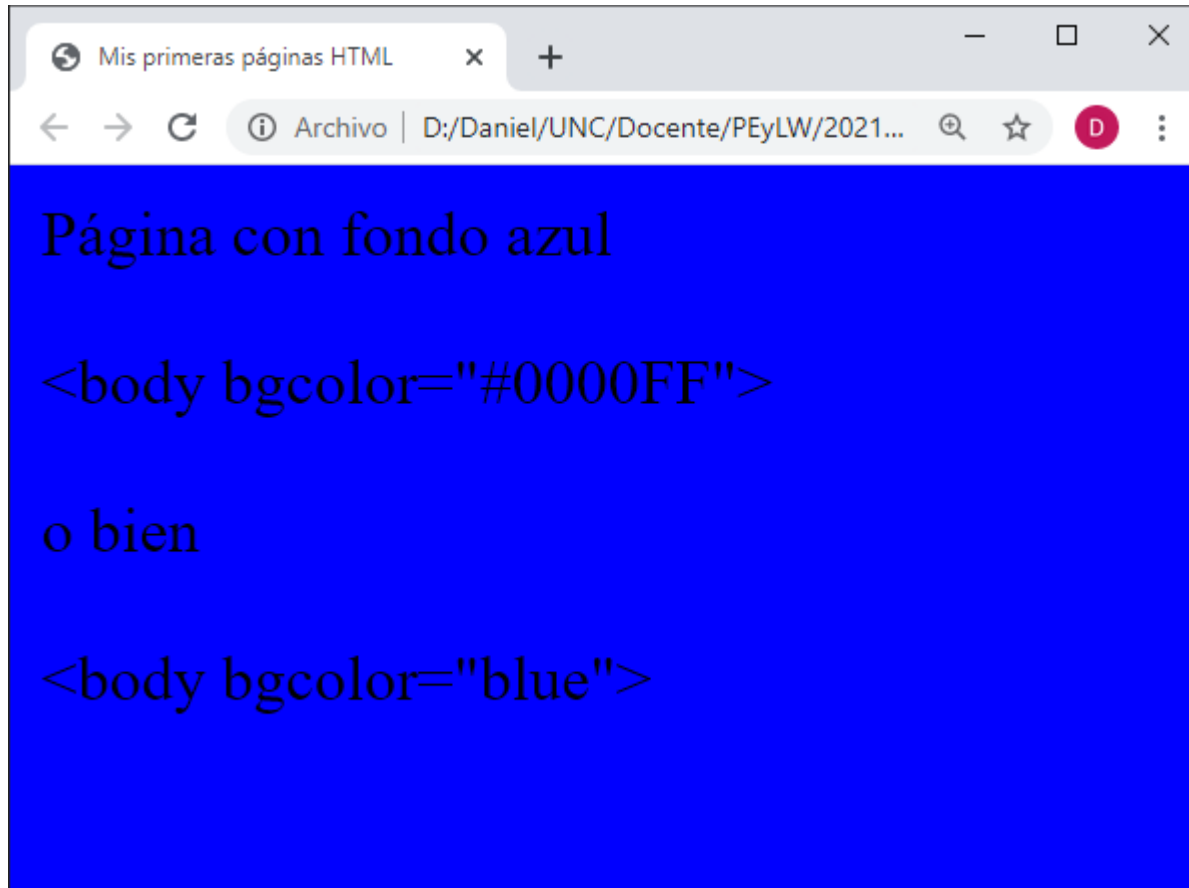 Mis primeras páginas HTML
Archivo | D:/Daniel/UNC/Docente/PEyLW/2021... D
Página con fondo azul
<body bgcolor="#0000FF">
o bien
<body bgcolor="blue">